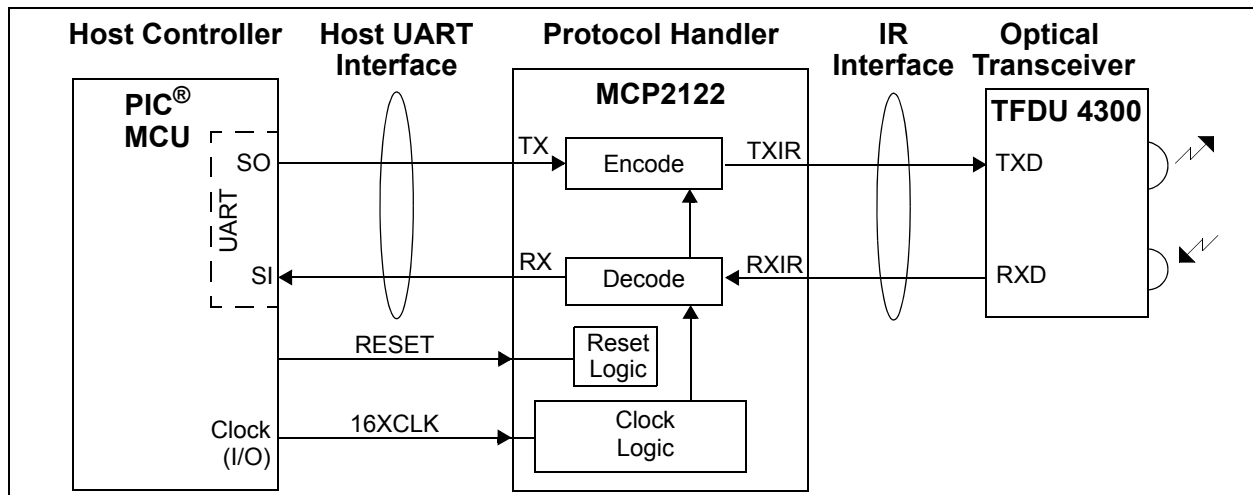 Host Controller
Host UART
Interface
Protocol Handler
IR
Interface
Optical
Transceiver
PIC®
MCU
MCP2122
TFDU 4300
SO
TX
Encode
TXIR
TXD
UART
SI
RX
Decode
RXIR
RXD
RESET
Reset
Logic
Clock
(I/O)
16XCLK
Clock
Logic